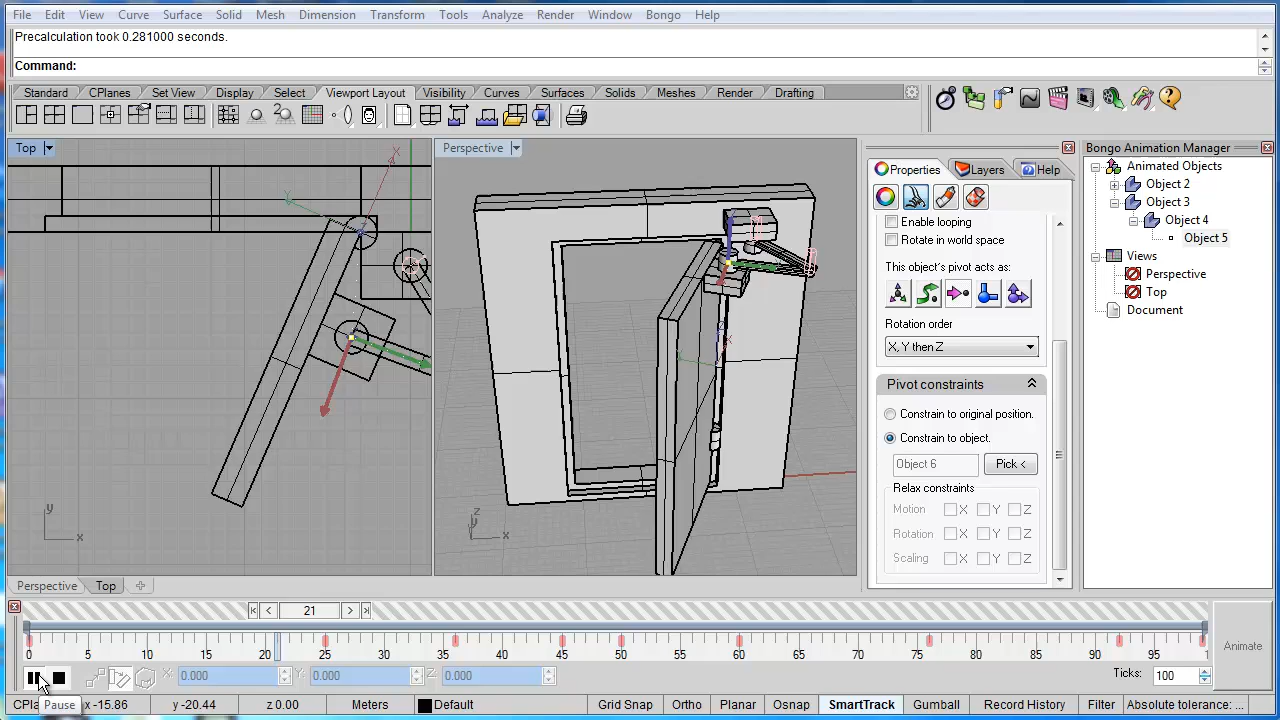 File Edit View Curve Surface Solid Mesh Dimension Transform Tools Analyze Render Window Bongo Help
Precalculation took 0.281000 seconds.
Command:
Standard CPlanes Set View Display Select Viewport Layout Visibility Curves Surfaces Solids Meshes Render Drafting
Top
Perspective
Properties Layers Help
Bongo Animation Manager
Animated Objects
Object 2
Object 3
Object 4
Object 5
Views
Perspective
Top
Document
Enable looping
Rotate in world space
This object's pivot acts as:
Rotation order
X, Y then Z
Pivot constraints
Constrain to original position.
Constrain to object.
Object 6 Pick <
Relax constraints
Motion X Y Z
Rotation X Y Z
Scaling X Y Z
X
Y
y
x
z
y
x
Perspective Top
21
0 5 10 15 20 25 30 35 40 45 50 55 60 65 70 75 80 85 90 95 1
Animate
X: 0.000 Y: 0.000 Z: 0.000
Ticks: 100
Pause
CPla x -15.86 y -20.44 z 0.00 Meters Default Grid Snap Ortho Planar Osnap SmartTrack Gumball Record History Filter Absolute tolerance: ...